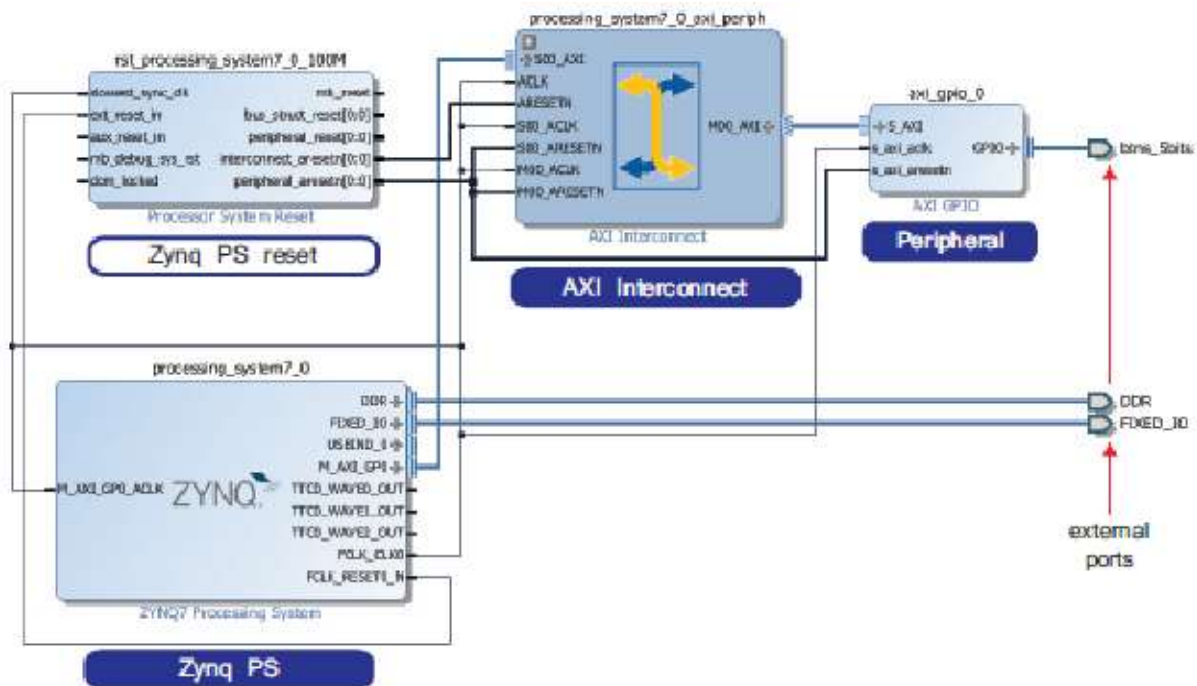 processing_system7_0_axi_periph
rst_processing_system7_0_100M
slowest_sync_clk
mb_reset
ext_reset_in
bus_struct_reset[0:0]
aux_reset_in
peripheral_reset[0:0]
mb_debug_sys_rst
interconnect_aresetn[0:0]
dcm_locked
peripheral_aresetn[0:0]
Processor System Reset
Zynq PS reset
S00_AXI
ACLK
ARESETN
S00_ACLK
S00_ARESETN
M00_ACLK
M00_ARESETN
M00_AXI
AXI Interconnect
AXI Interconnect
axi_gpio_0
S_AXI
s_axi_aclk
s_axi_aresetn
GPIO
AXI GPIO
Peripheral
btns_5bits
processing_system7_0
DDR
FIXED_IO
USBIND_0
M_AXI_GP0
M_AXI_GP0_ACLK
ZYNQ
TTC0_WAVE0_OUT
TTC0_WAVE1_OUT
TTC0_WAVE2_OUT
FCLK_CLK0
FCLK_RESET0_N
ZYNQ7 Processing System
Zynq PS
DDR
FIXED_IO
external
ports